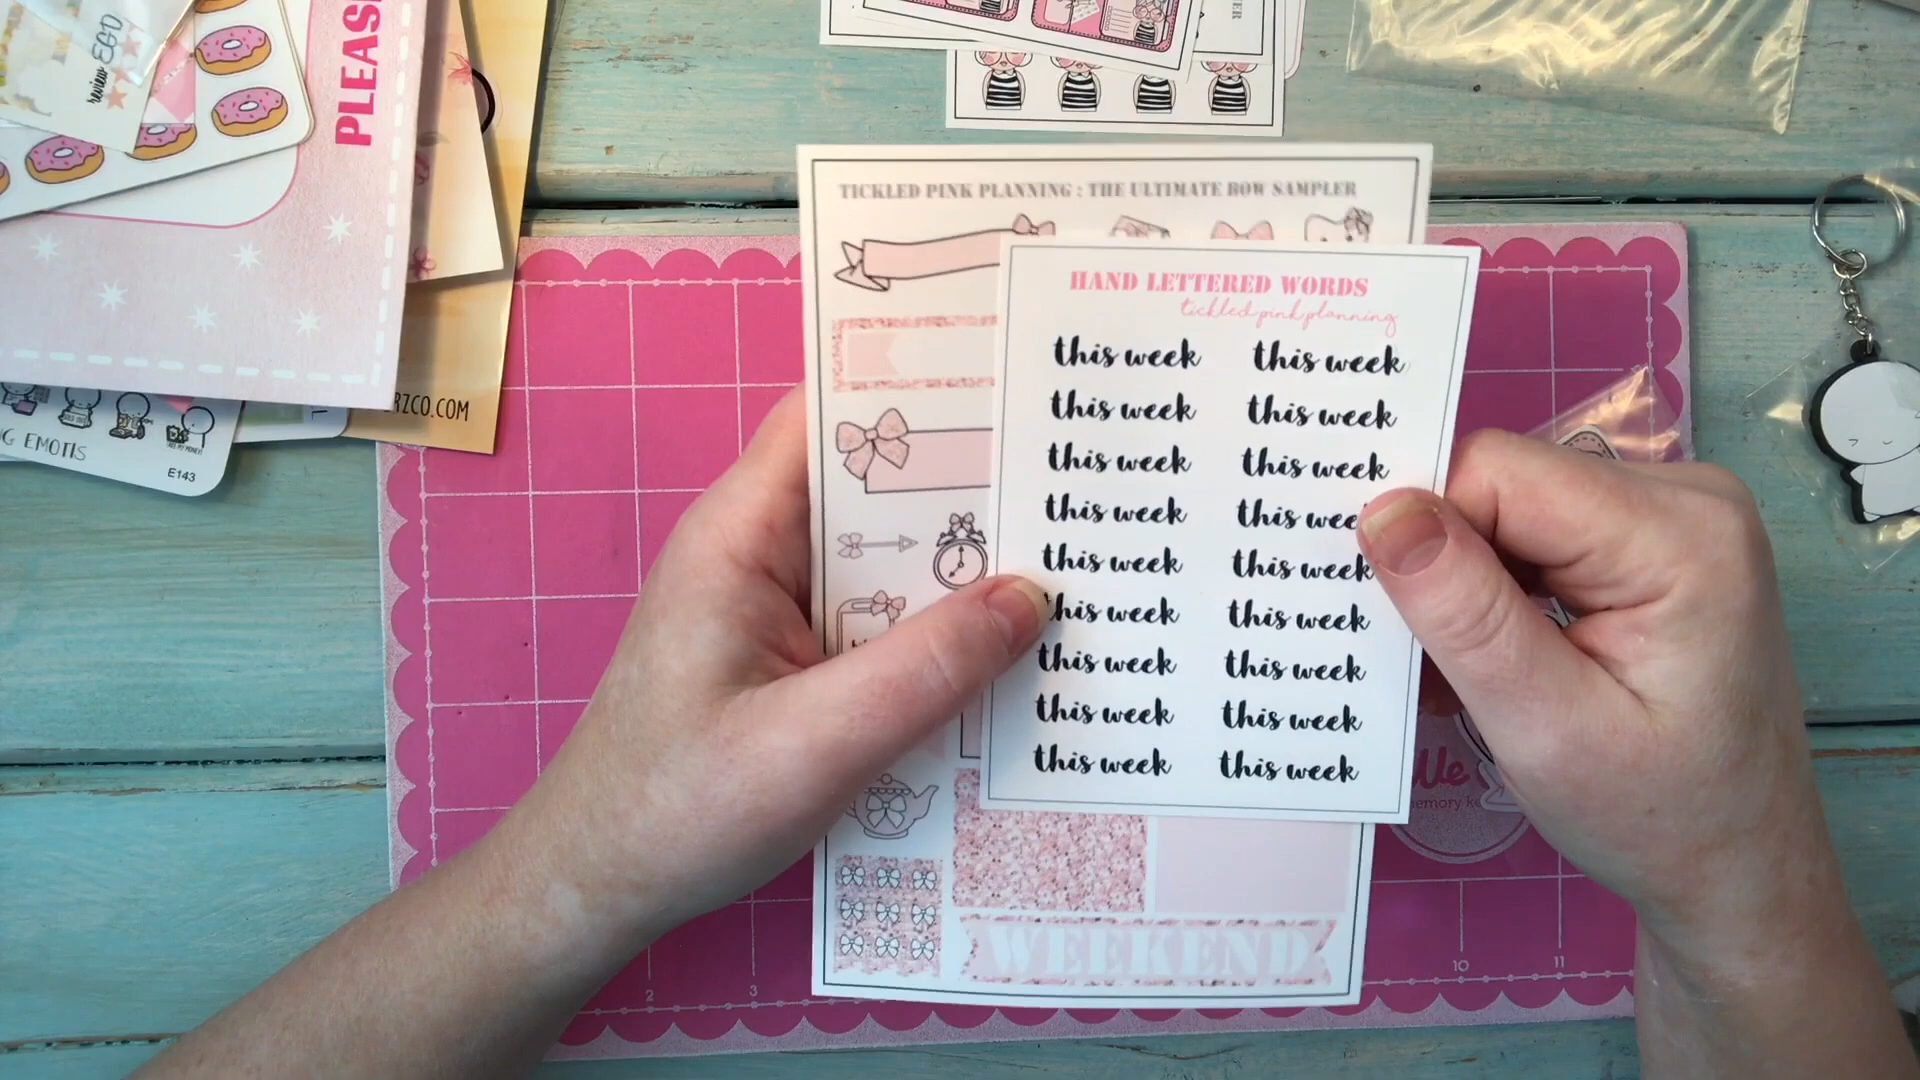 PLEAS
review EGD
RZCO.COM
G EMOTIS
E143
TICKLED PINK PLANNING : THE ULTIMATE BOW SAMPLER
HAND LETTERED WORDS
tickled pink planning
this week this week
this week this week
this week this week
this week this wee
this week this week
this week this week
this week this week
this week this week
this week this week
WEEKEND
2 3 10 11